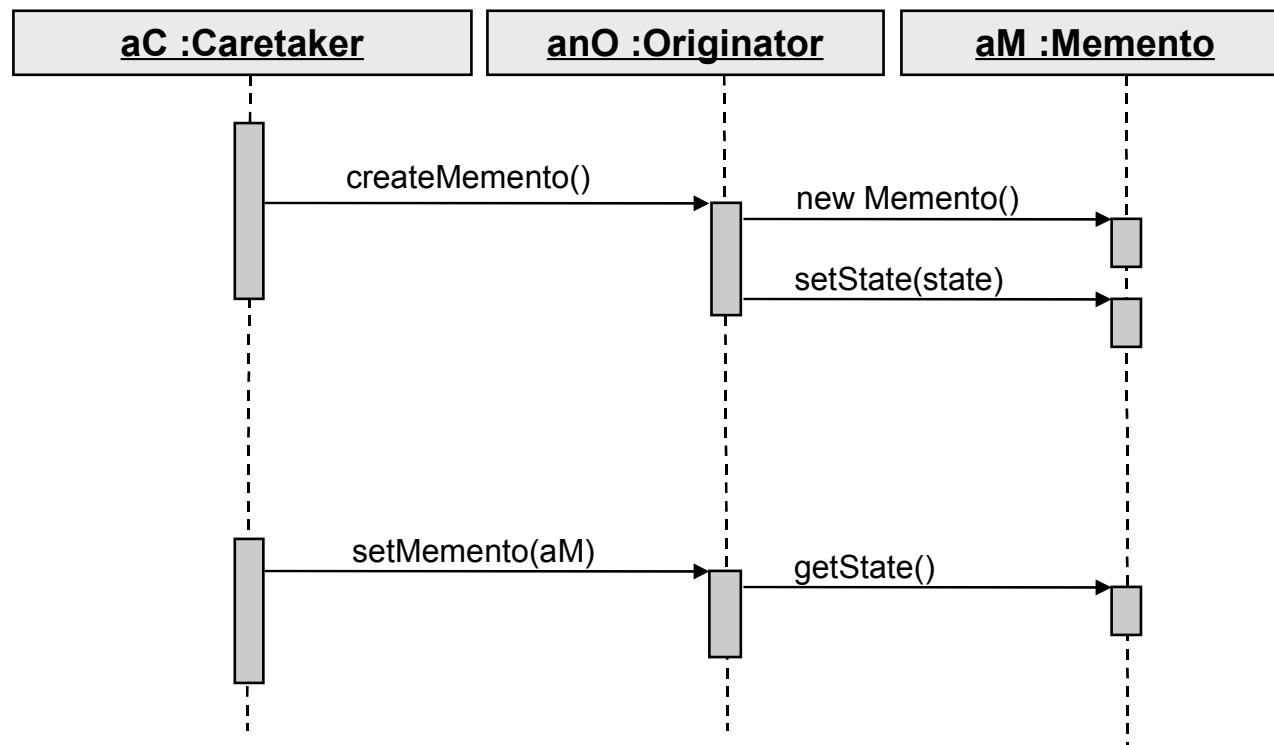 aC :Caretaker
anO :Originator
aM :Memento
createMemento()
new Memento()
setState(state)
setMemento(aM)
getState()